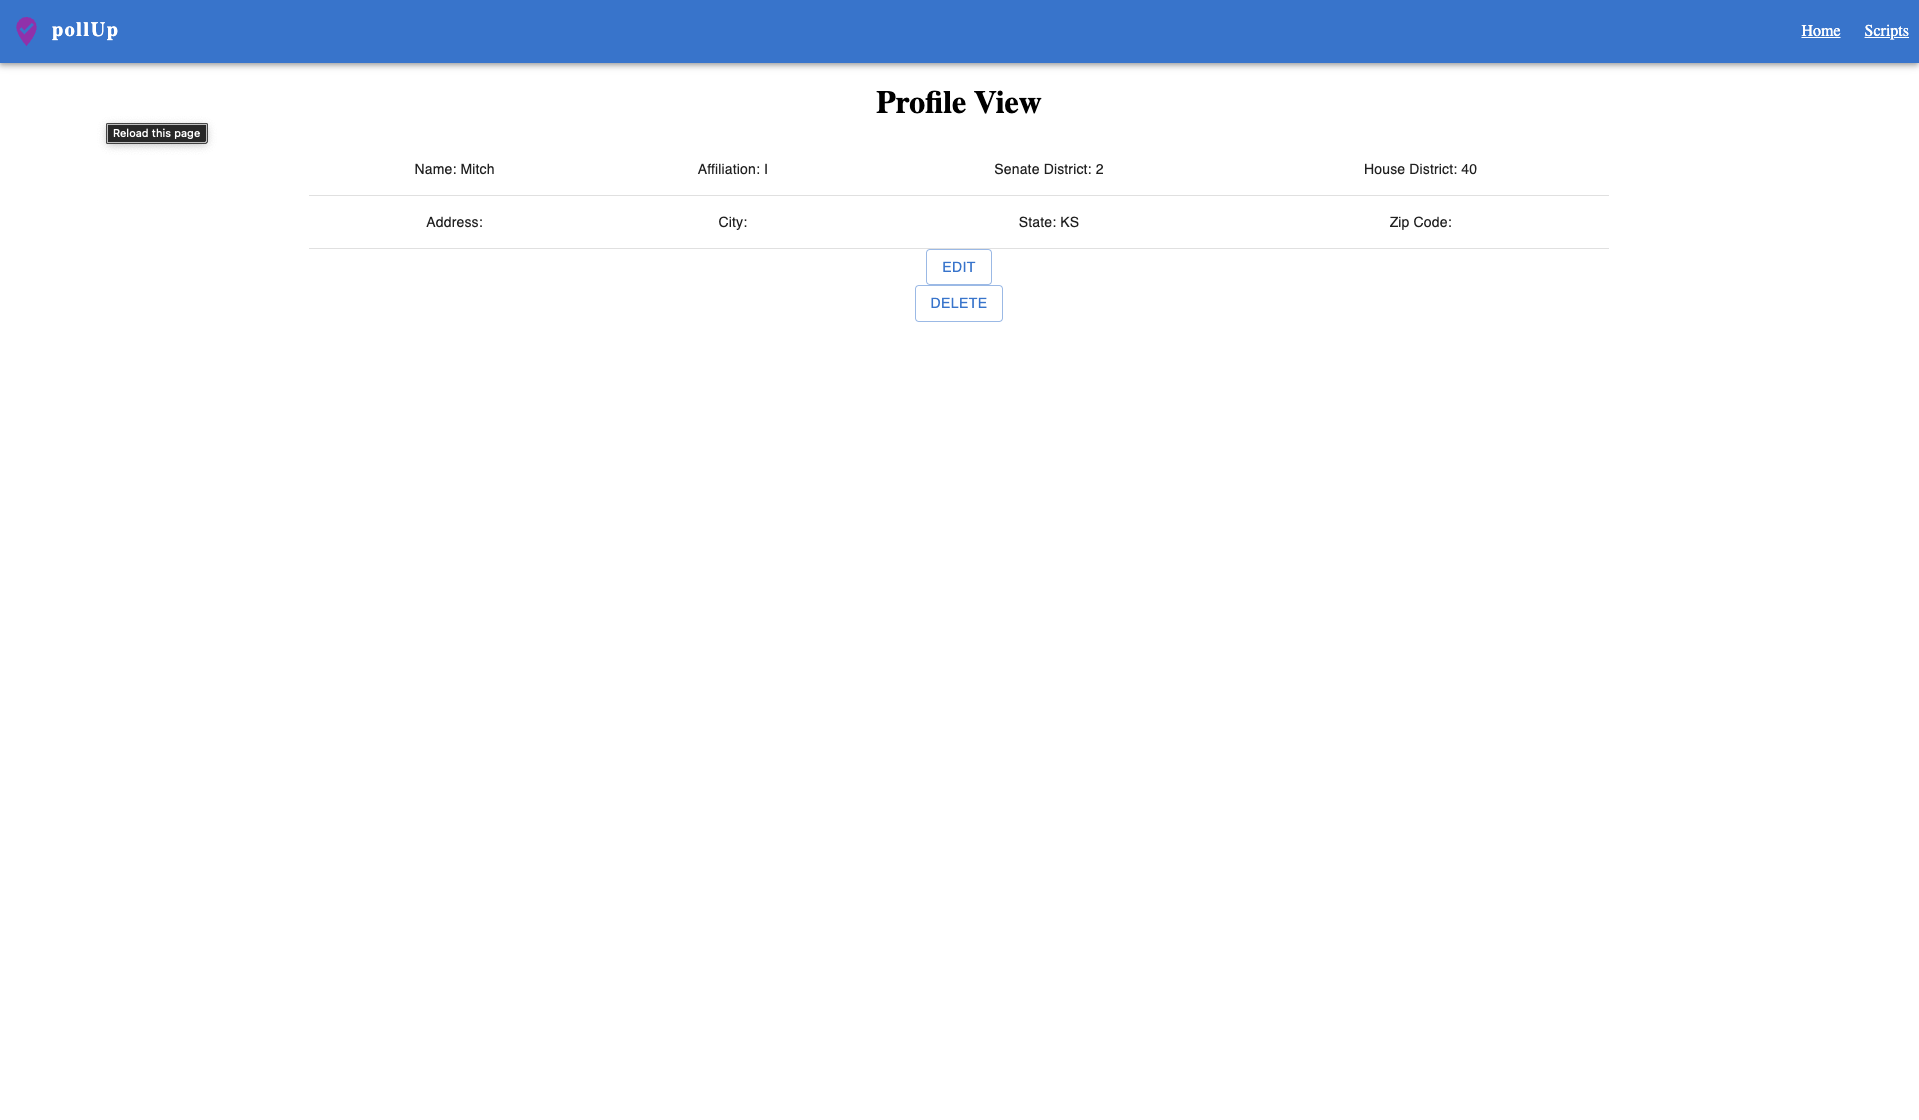 pollUp
Home Scripts
Profile View
Reload this page
Name: Mitch Affiliation: I Senate District: 2 House District: 40
Address: City: State: KS Zip Code:
EDIT
DELETE